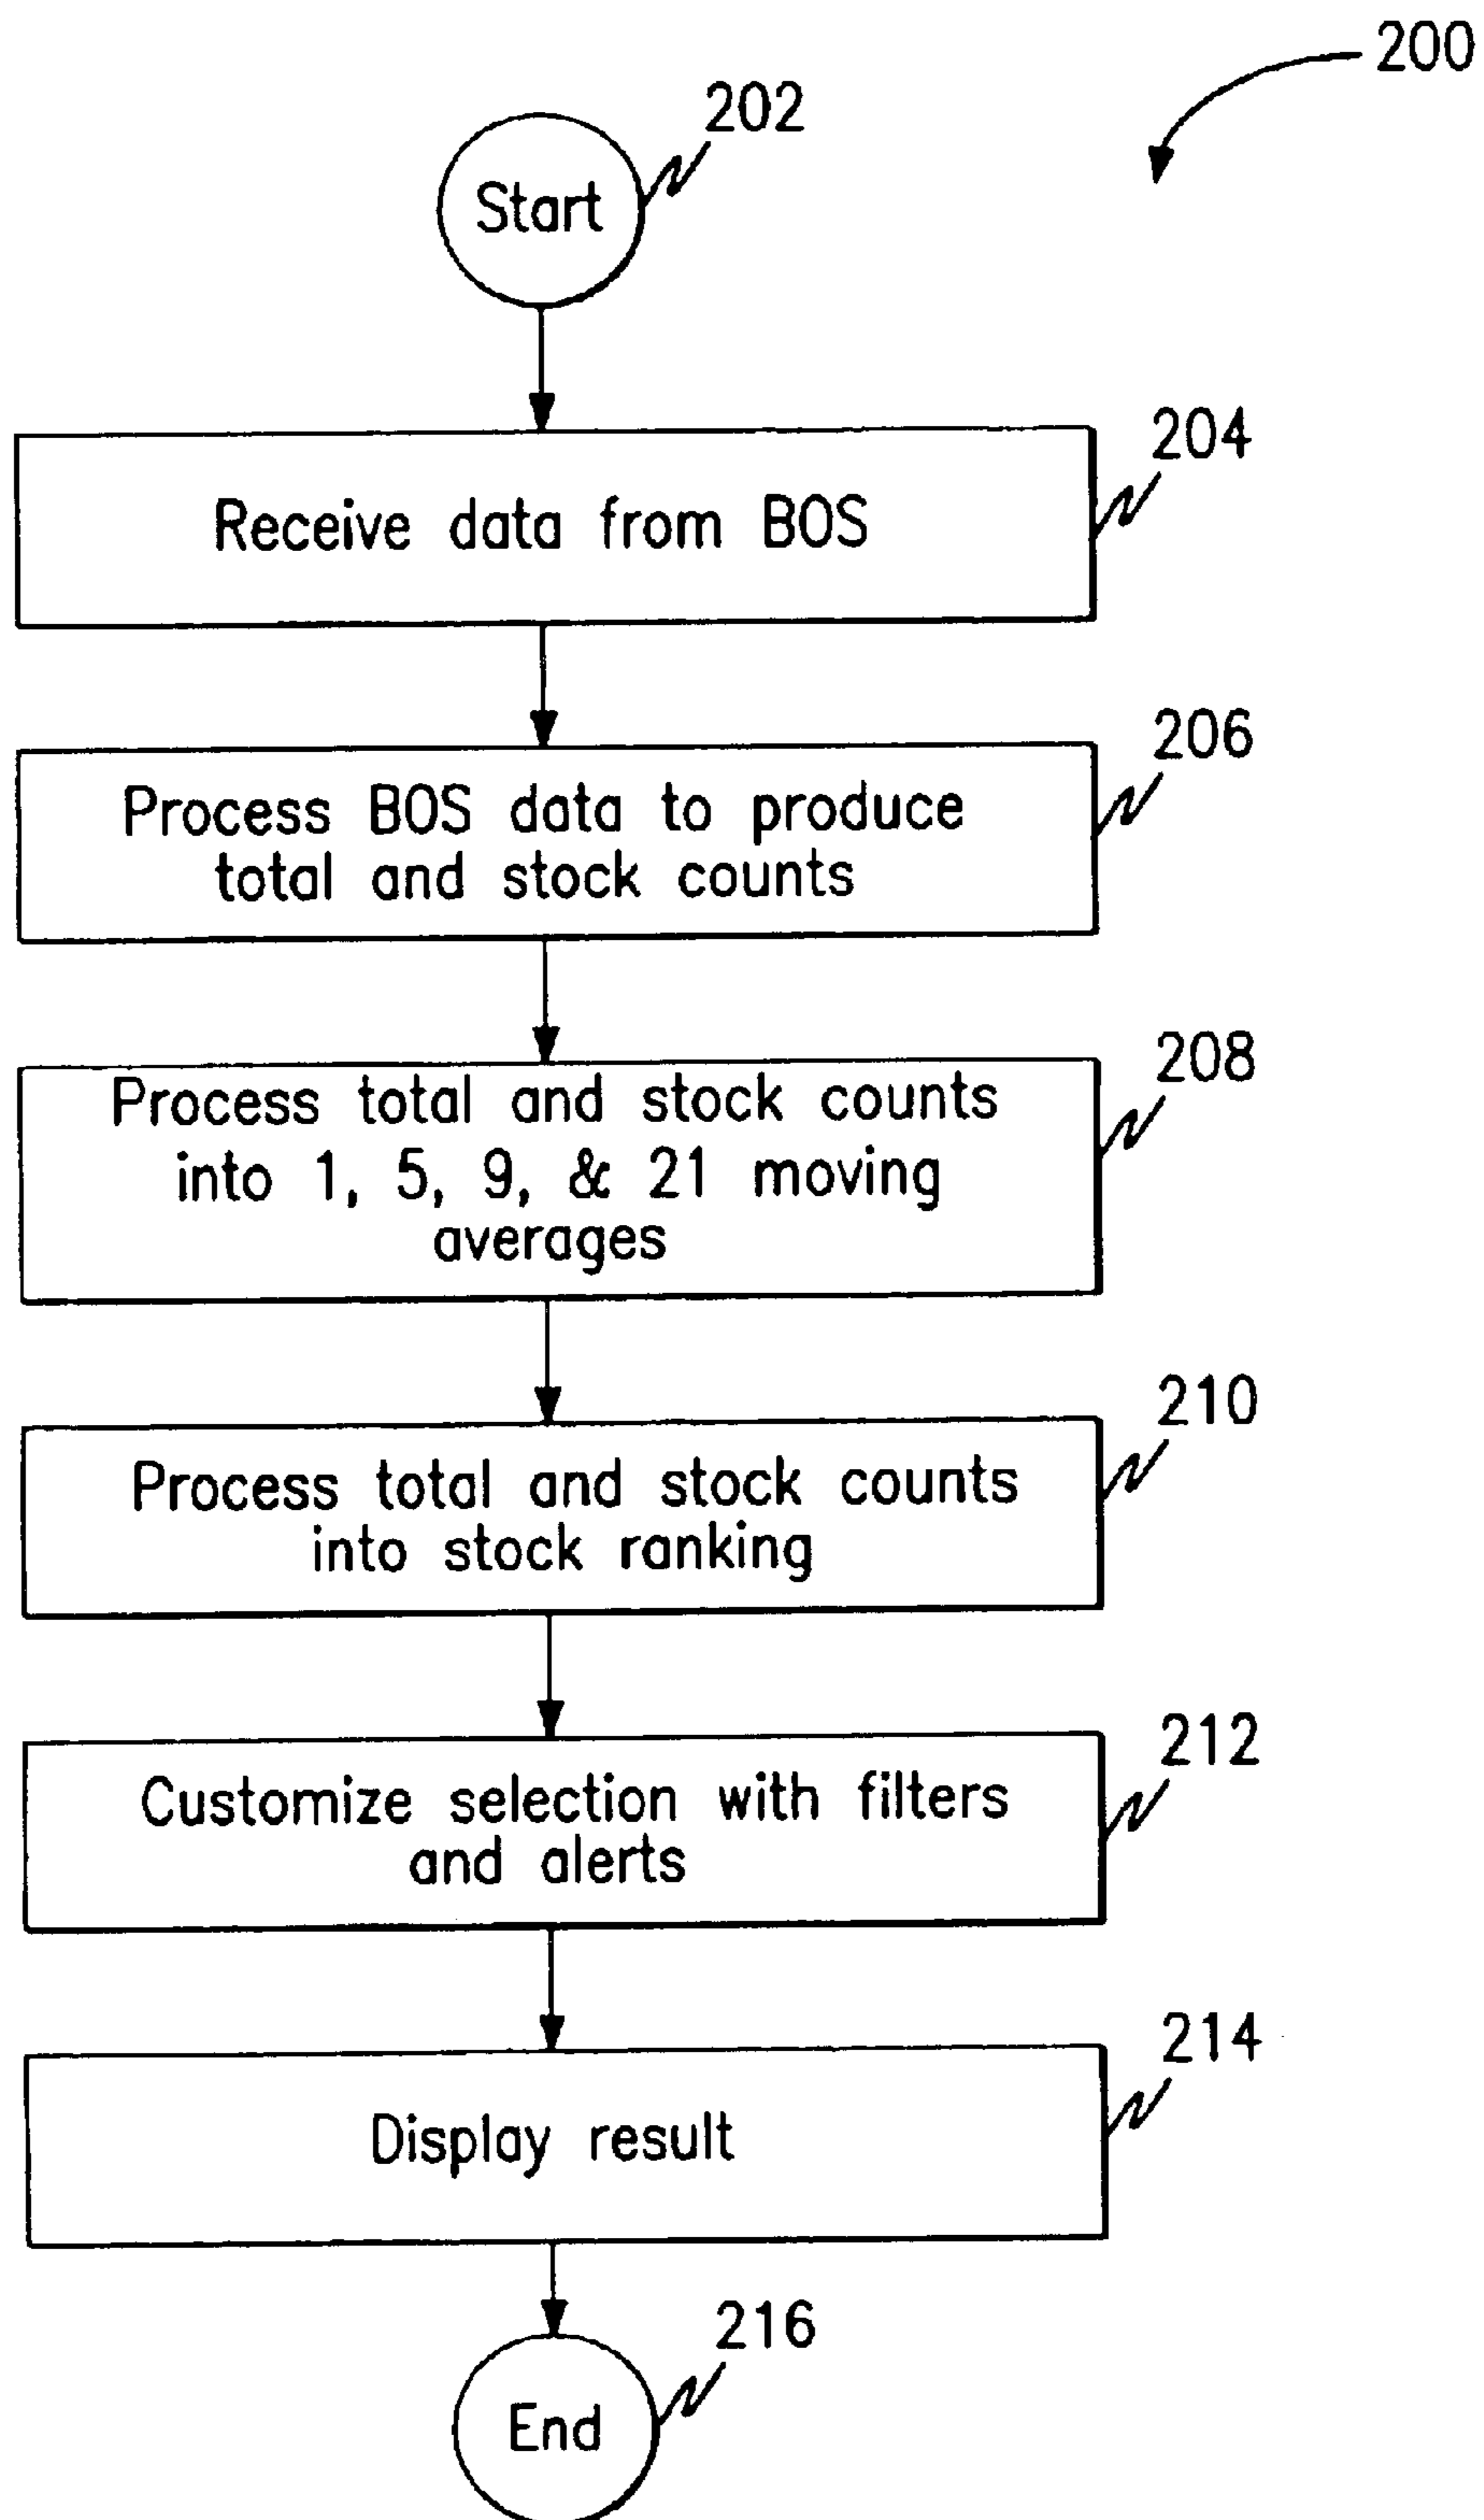 200
202
Start
204
Receive data from BOS
206
Process BOS data to produce
total and stock counts
208
Process total and stock counts
into 1, 5, 9, & 21 moving
averages
210
Process total and stock counts
into stock ranking
212
Customize selection with filters
and alerts
214
Display result
216
End